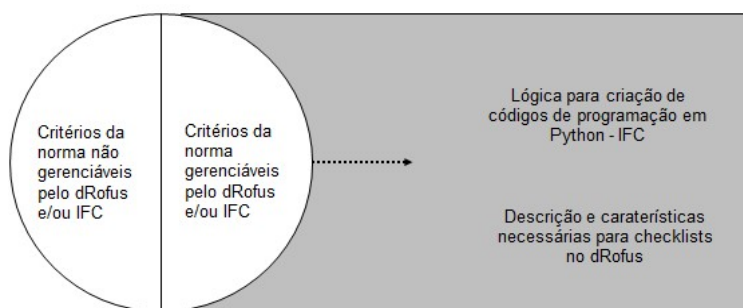 Critérios da
norma não
gerenciáveis
pelo dRofus
e/ou IFC
Critérios da
norma
gerenciáveis
pelo dRofus
e/ou IFC
Lógica para criação de
códigos de programação em
Python - IFC
Descrição e caraterísticas
necessárias para checklists
no dRofus